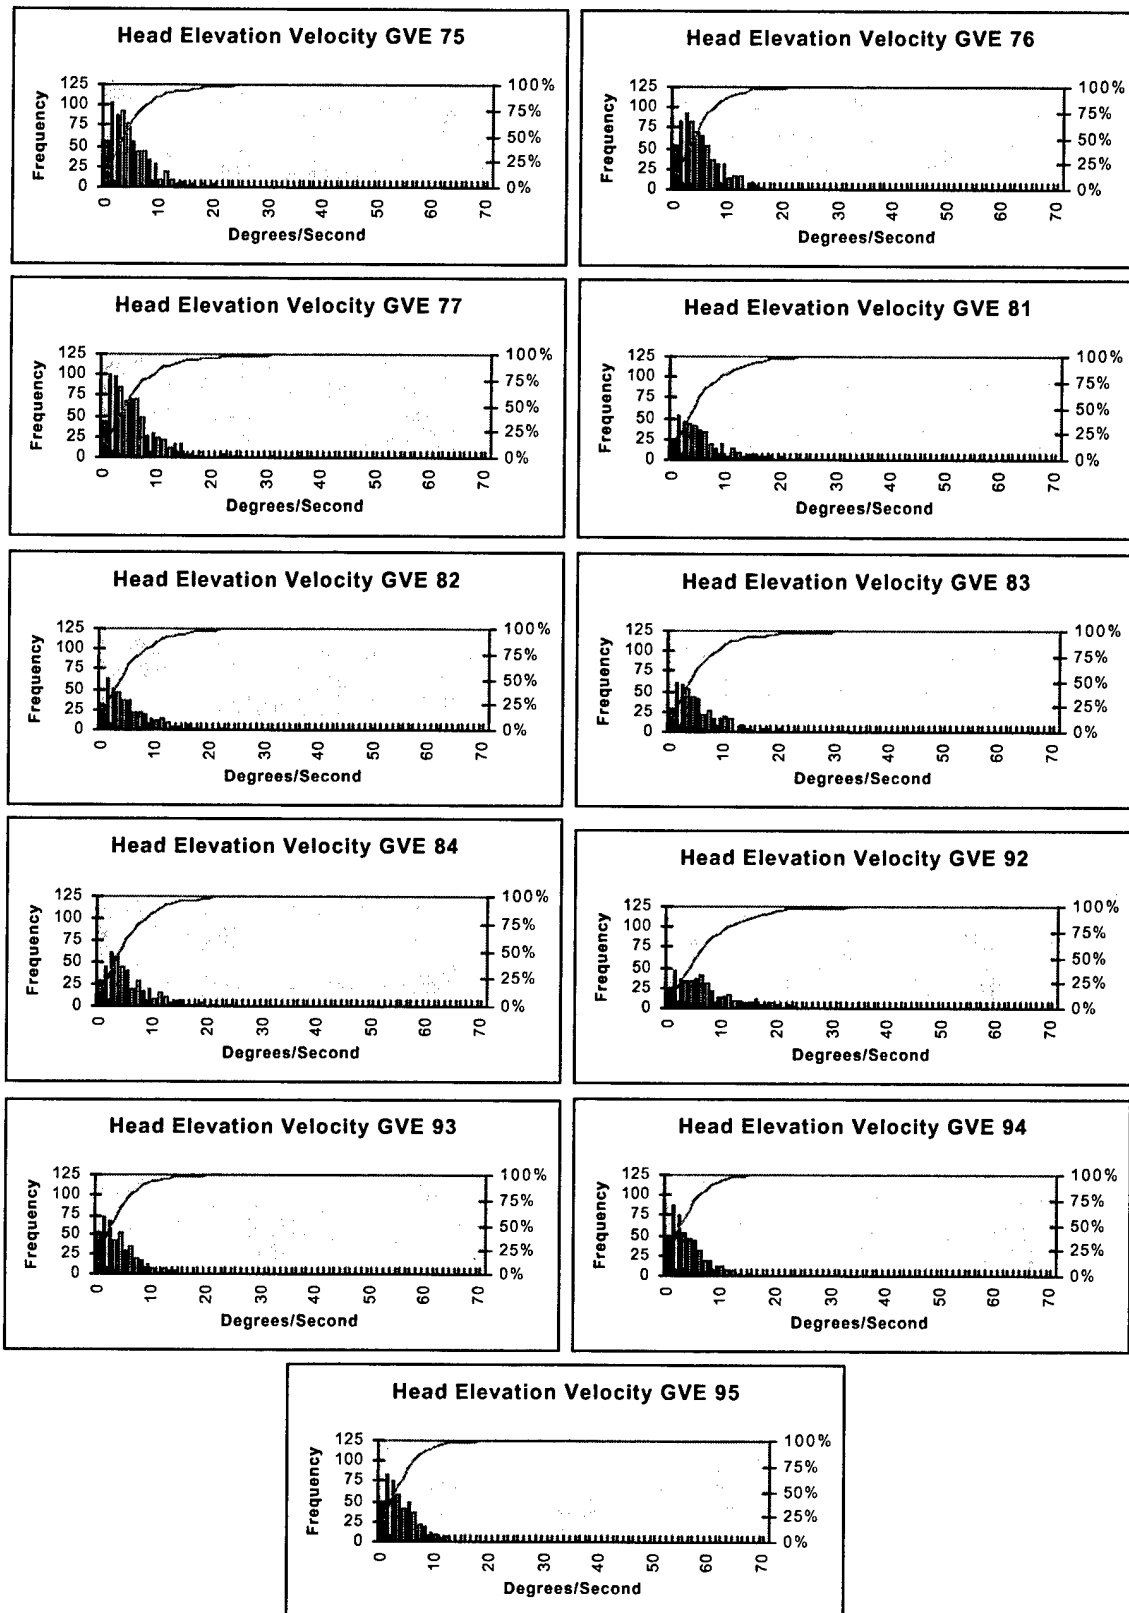 Head Elevation Velocity GVE 75
125 100 75 50 25 0
Frequency
100% 75% 50% 25% 0%
0 10 20 30 40 50 60 70
Degrees/Second
Head Elevation Velocity GVE 76
125 100 75 50 25 0
Frequency
100% 75% 50% 25% 0%
0 10 20 30 40 50 60 70
Degrees/Second
Head Elevation Velocity GVE 77
125 100 75 50 25 0
Frequency
100% 75% 50% 25% 0%
0 10 20 30 40 50 60 70
Degrees/Second
Head Elevation Velocity GVE 81
125 100 75 50 25 0
Frequency
100% 75% 50% 25% 0%
0 10 20 30 40 50 60 70
Degrees/Second
Head Elevation Velocity GVE 82
125 100 75 50 25 0
Frequency
100% 75% 50% 25% 0%
0 10 20 30 40 50 60 70
Degrees/Second
Head Elevation Velocity GVE 83
125 100 75 50 25 0
Frequency
100% 75% 50% 25% 0%
0 10 20 30 40 50 60 70
Degrees/Second
Head Elevation Velocity GVE 84
125 100 75 50 25 0
Frequency
100% 75% 50% 25% 0%
0 10 20 30 40 50 60 70
Degrees/Second
Head Elevation Velocity GVE 92
125 100 75 50 25 0
Frequency
100% 75% 50% 25% 0%
0 10 20 30 40 50 60 70
Degrees/Second
Head Elevation Velocity GVE 93
125 100 75 50 25 0
Frequency
100% 75% 50% 25% 0%
0 10 20 30 40 50 60 70
Degrees/Second
Head Elevation Velocity GVE 94
125 100 75 50 25 0
Frequency
100% 75% 50% 25% 0%
0 10 20 30 40 50 60 70
Degrees/Second
Head Elevation Velocity GVE 95
125 100 75 50 25 0
Frequency
100% 75% 50% 25% 0%
0 10 20 30 40 50 60 70
Degrees/Second